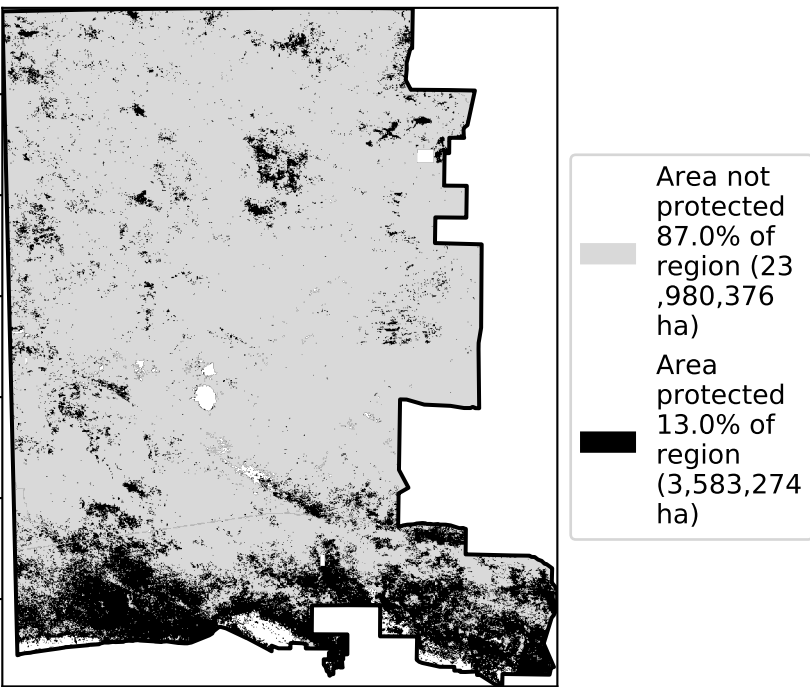 Area not
protected
87.0% of
region (23
,980,376
ha)
Area
protected
13.0% of
region
(3,583,274
ha)